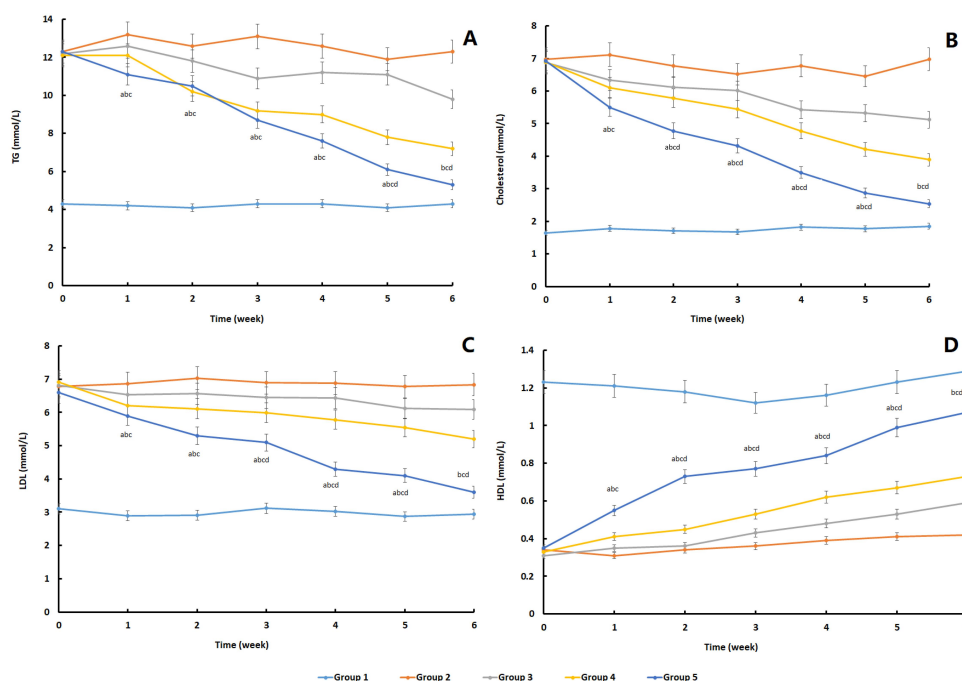 A
TG (mmol/L)
14
12
10
8
6
4
2
0
abc
abc
abc
abc
abcd
bcd
0 1 2 3 4 5 6
Time (week)
B
Cholesterol (mmol/L)
8
7
6
5
4
3
2
1
0
abc
abcd
abcd
abcd
abcd
bcd
0 1 2 3 4 5 6
Time (week)
C
LDL (mmol/L)
8
7
6
5
4
3
2
1
0
abc
abc
abcd
abcd
abcd
bcd
0 1 2 3 4 5 6
Time (week)
D
HDL (mmol/L)
1.4
1.2
1
0.8
0.6
0.4
0.2
0
abc
abcd
abcd
abcd
abcd
bcd
0 1 2 3 4 5
Time (week)
Group 1 Group 2 Group 3 Group 4 Group 5